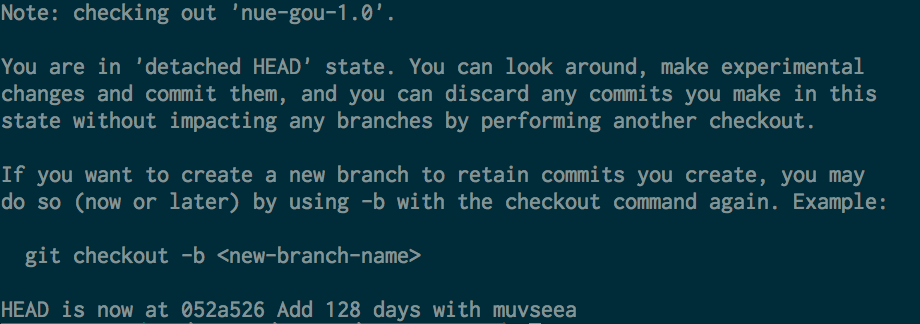 Note: checking out 'nue-gou-1.0'.
You are in 'detached HEAD' state. You can look around, make experimental
changes and commit them, and you can discard any commits you make in this
state without impacting any branches by performing another checkout.
If you want to create a new branch to retain commits you create, you may
do so (now or later) by using -b with the checkout command again. Example:
git checkout -b <new-branch-name>
HEAD is now at 052a526 Add 128 days with muvseea